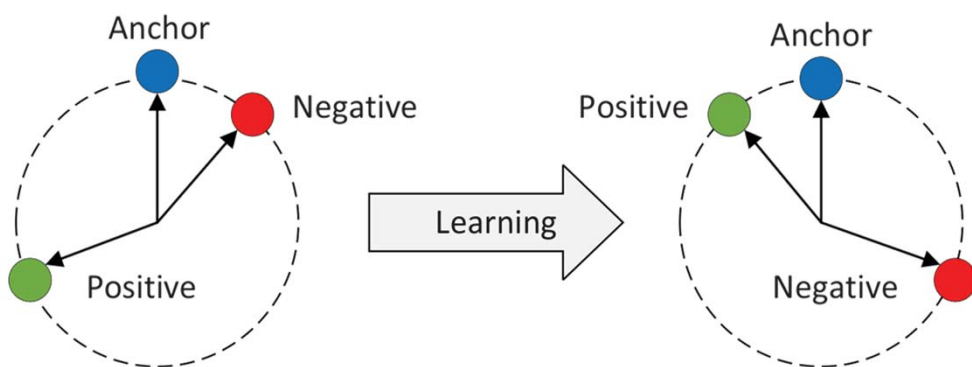 Anchor
Negative
Positive
Learning
Anchor
Positive
Negative